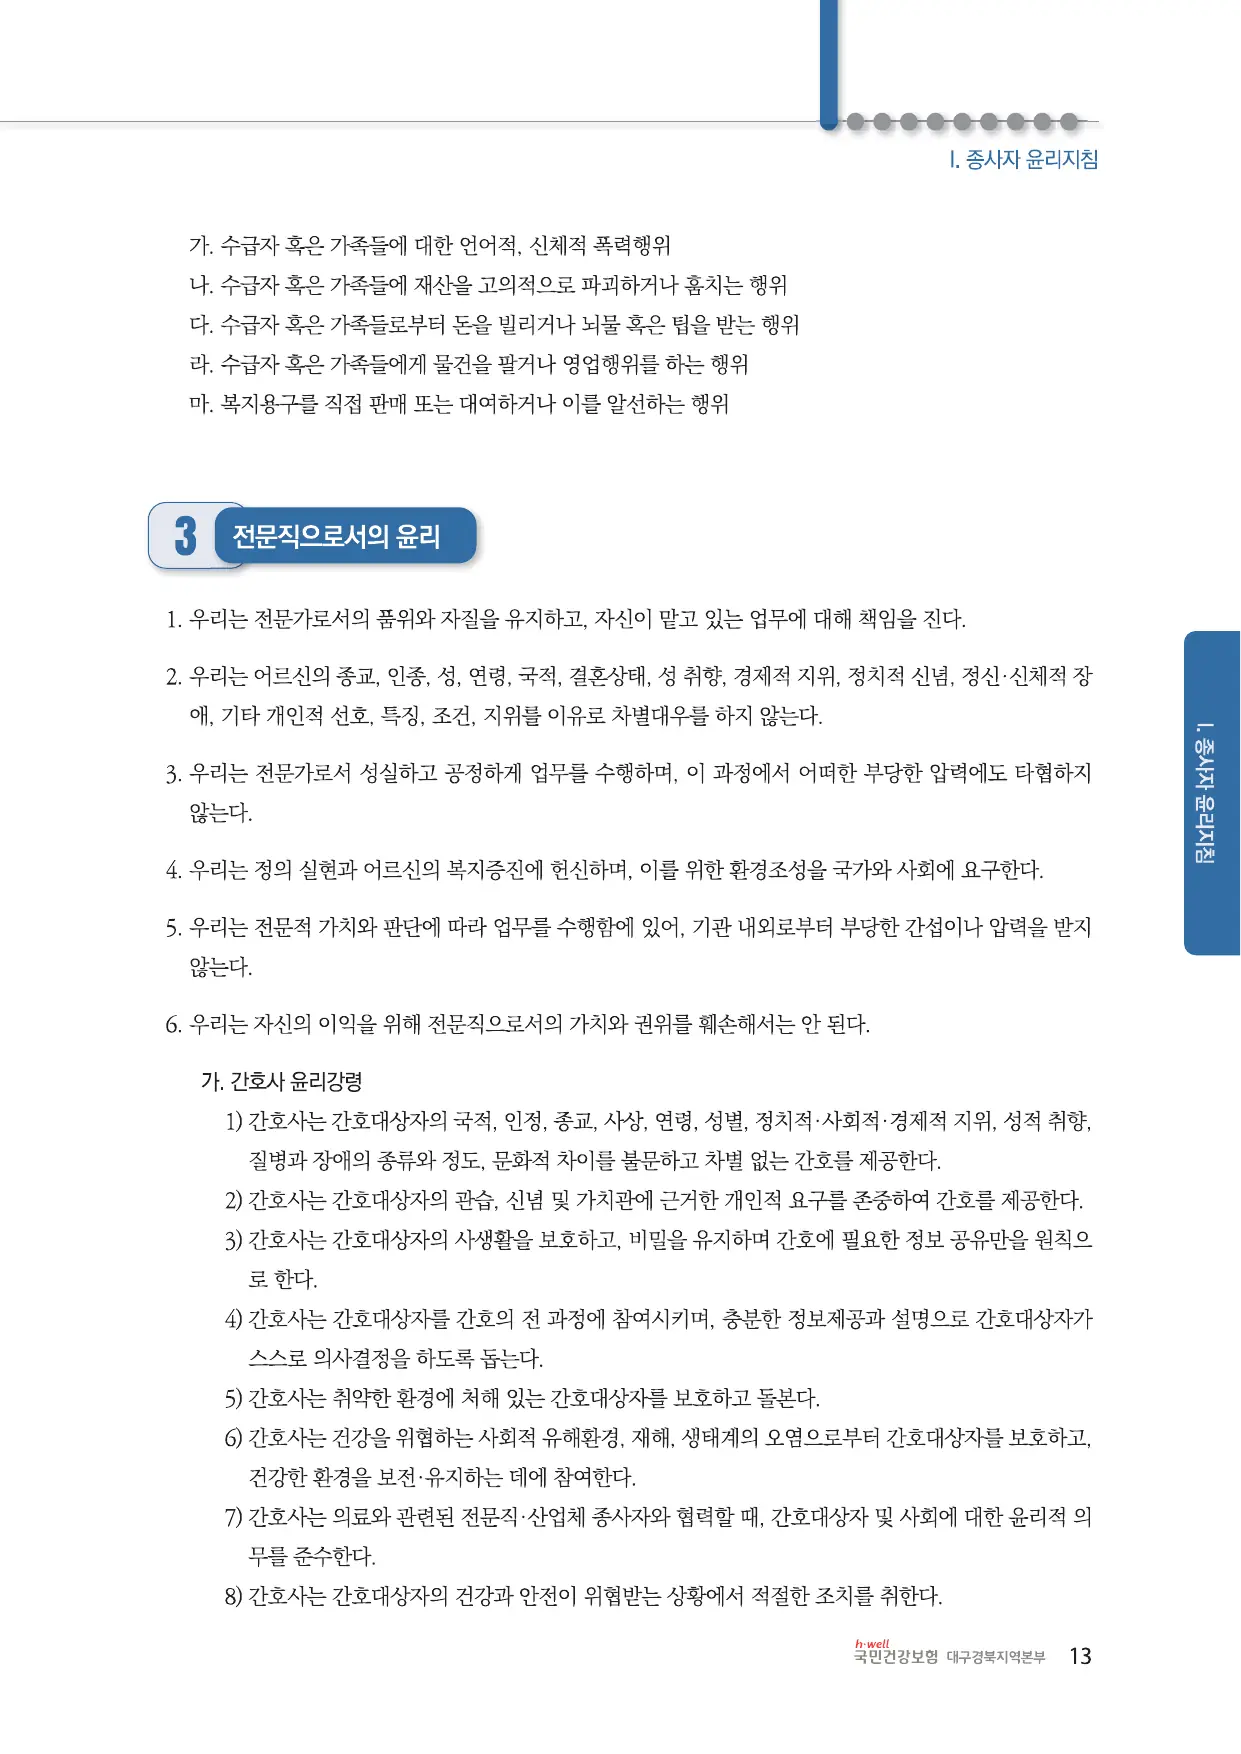 Ⅰ. 종사자 윤리지침
가. 수급자 혹은 가족들에 대한 언어적, 신체적 폭력행위
나. 수급자 혹은 가족들에 재산을 고의적으로 파괴하거나 훔치는 행위
다. 수급자 혹은 가족들로부터 돈을 빌리거나 뇌물 혹은 팁을 받는 행위
라. 수급자 혹은 가족들에게 물건을 팔거나 영업행위를 하는 행위
마. 복지용구를 직접 판매 또는 대여하거나 이를 알선하는 행위
3 전문직으로서의 윤리
1. 우리는 전문가로서의 품위와 자질을 유지하고, 자신이 맡고 있는 업무에 대해 책임을 진다.
2. 우리는 어르신의 종교, 인종, 성, 연령, 국적, 결혼상태, 성 취향, 경제적 지위, 정치적 신념, 정신·신체적 장
애, 기타 개인적 선호, 특징, 조건, 지위를 이유로 차별대우를 하지 않는다.
3. 우리는 전문가로서 성실하고 공정하게 업무를 수행하며, 이 과정에서 어떠한 부당한 압력에도 타협하지
않는다.
4. 우리는 정의 실현과 어르신의 복지증진에 헌신하며, 이를 위한 환경조성을 국가와 사회에 요구한다.
5. 우리는 전문적 가치와 판단에 따라 업무를 수행함에 있어, 기관 내외로부터 부당한 간섭이나 압력을 받지
않는다.
6. 우리는 자신의 이익을 위해 전문직으로서의 가치와 권위를 훼손해서는 안 된다.
가. 간호사 윤리강령
1) 간호사는 간호대상자의 국적, 인정, 종교, 사상, 연령, 성별, 정치적·사회적·경제적 지위, 성적 취향,
질병과 장애의 종류와 정도, 문화적 차이를 불문하고 차별 없는 간호를 제공한다.
2) 간호사는 간호대상자의 관습, 신념 및 가치관에 근거한 개인적 요구를 존중하여 간호를 제공한다.
3) 간호사는 간호대상자의 사생활을 보호하고, 비밀을 유지하며 간호에 필요한 정보 공유만을 원칙으
로 한다.
4) 간호사는 간호대상자를 간호의 전 과정에 참여시키며, 충분한 정보제공과 설명으로 간호대상자가
스스로 의사결정을 하도록 돕는다.
5) 간호사는 취약한 환경에 처해 있는 간호대상자를 보호하고 돌본다.
6) 간호사는 건강을 위협하는 사회적 유해환경, 재해, 생태계의 오염으로부터 간호대상자를 보호하고,
건강한 환경을 보전·유지하는 데에 참여한다.
7) 간호사는 의료와 관련된 전문직·산업체 종사자와 협력할 때, 간호대상자 및 사회에 대한 윤리적 의
무를 준수한다.
8) 간호사는 간호대상자의 건강과 안전이 위협받는 상황에서 적절한 조치를 취한다.
Ⅰ. 종사자 윤리지침
h·well
국민건강보험 대구경북지역본부 13